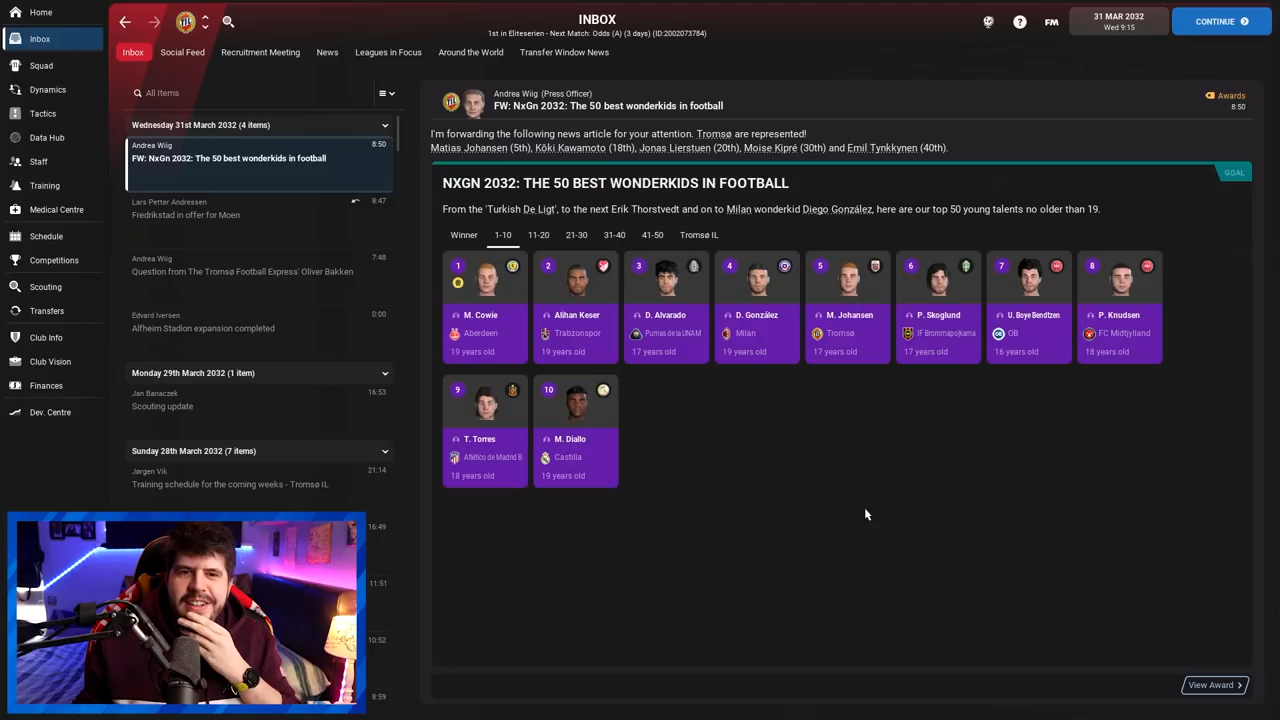 Home
Inbox
Squad
Dynamics
Tactics
Data Hub
Staff
Training
Medical Centre
Schedule
Competitions
Scouting
Transfers
Club Info
Club Vision
Finances
Dev. Centre
INBOX
1st in Eliteserien - Next Match: Odds (A) (3 days) (ID:2002073784)
FM
31 MAR 2032
Wed 9:15
CONTINUE
Inbox Social Feed Recruitment Meeting News Leagues in Focus Around the World Transfer Window News
All Items
Wednesday 31st March 2032 (4 items)
Andrea Wiig 8:50
FW: NxGn 2032: The 50 best wonderkids in football
Lars Petter Andressen 8:47
Fredrikstad in offer for Moen
Andrea Wiig 7:48
Question from The Tromsø Football Express' Oliver Bakken
Edvard Iversen 0:00
Alfheim Stadion expansion completed
Monday 29th March 2032 (1 item)
Jan Banaczek 16:53
Scouting update
Sunday 28th March 2032 (7 items)
Jørgen Vik 21:14
Training schedule for the coming weeks - Tromsø IL
16:49
11:51
10:52
8:59
Andrea Wiig (Press Officer)
FW: NxGn 2032: The 50 best wonderkids in football
Awards
8:50
I'm forwarding the following news article for your attention. Tromsø are represented!
Matias Johansen (5th), Kôki Kawamoto (18th), Jonas Lierstuen (20th), Moise Kipré (30th) and Emil Tynkkynen (40th).
GOAL
NXGN 2032: THE 50 BEST WONDERKIDS IN FOOTBALL
From the 'Turkish De Ligt', to the next Erik Thorstvedt and on to Milan wonderkid Diego González, here are our top 50 young talents no older than 19.
Winner 1-10 11-20 21-30 31-40 41-50 Tromsø IL
1 2 3 4 5 6 7 8
M. Cowie Alihan Keser D. Alvarado D. González M. Johansen P. Skoglund U. Boye Bendtzen P. Knudsen
Aberdeen Trabzonspor Pumas de la UNAM Milan Tromsø IF Brommapojkarna OB FC Midtjylland
19 years old 19 years old 17 years old 19 years old 17 years old 17 years old 16 years old 18 years old
9 10
T. Torres M. Diallo
Atlético de Madrid B Castilla
18 years old 19 years old
View Award